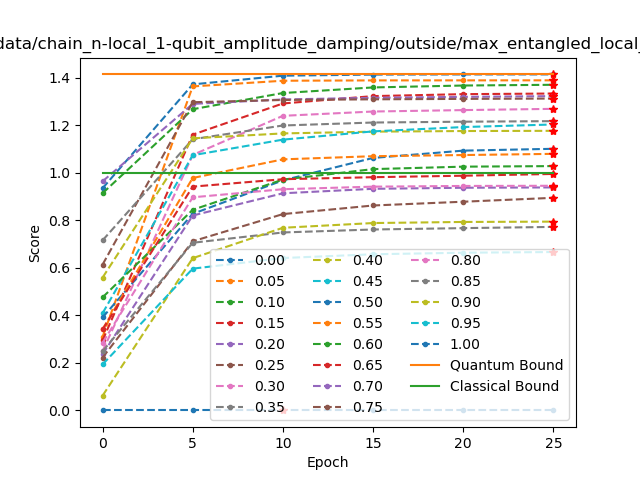 data/chain_n-local_1-qubit_amplitude_damping/outside/max_entangled_local_
1.4
1.2
1.0
0.8
0.6
0.4
0.2
0.0
Score
0 5 10 15 20 25
Epoch
0.00 0.40 0.80
0.05 0.45 0.85
0.10 0.50 0.90
0.15 0.55 0.95
0.20 0.60 1.00
0.25 0.65 Quantum Bound
0.30 0.70 Classical Bound
0.35 0.75